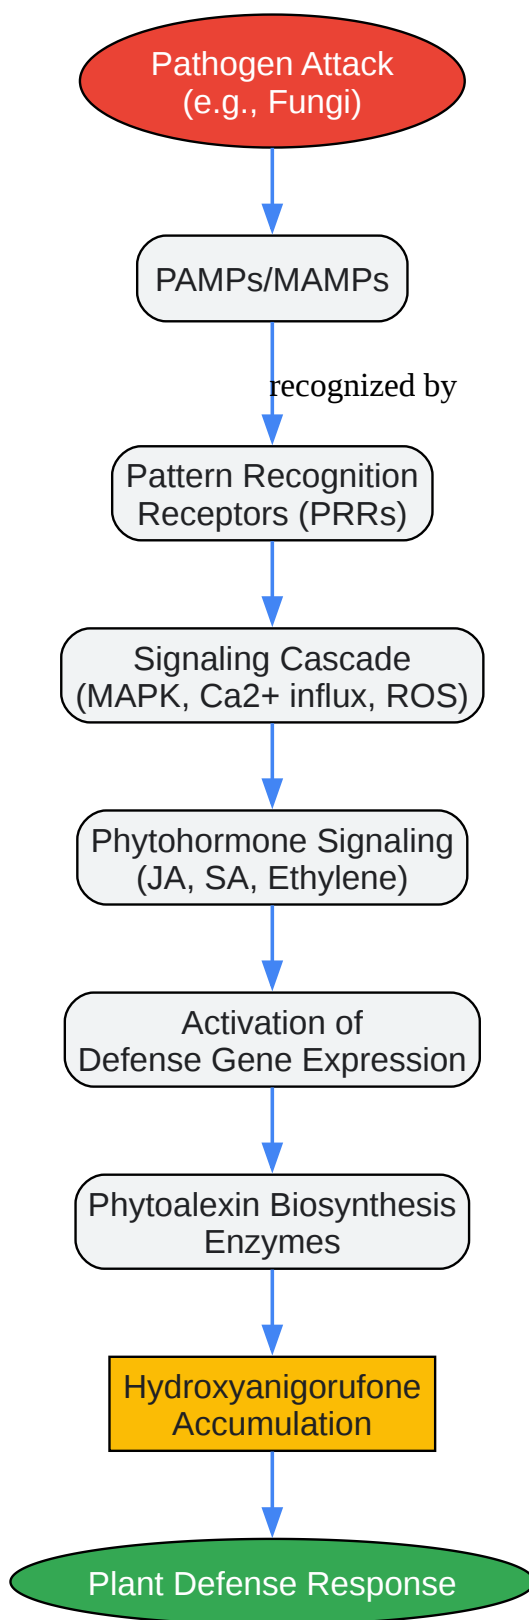 Pathogen Attack
(e.g., Fungi)
PAMPs/MAMPs
recognized by
Pattern Recognition
Receptors (PRRs)
Signaling Cascade
(MAPK, Ca2+ influx, ROS)
Phytohormone Signaling
(JA, SA, Ethylene)
Activation of
Defense Gene Expression
Phytoalexin Biosynthesis
Enzymes
Hydroxyanigorufone
Accumulation
Plant Defense Response